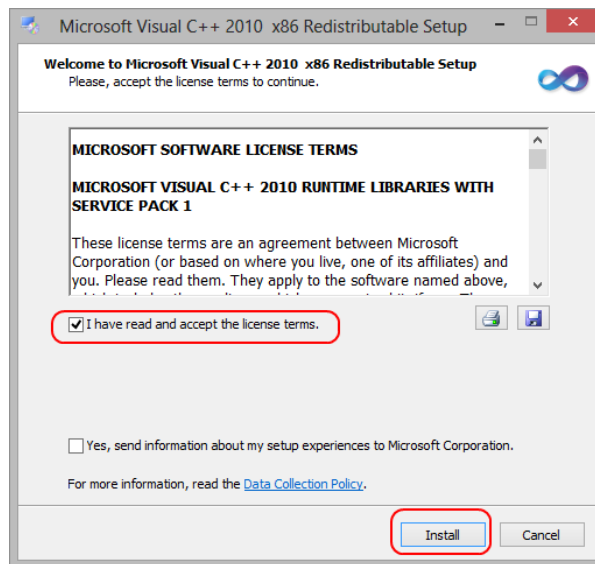 Microsoft Visual C++ 2010  x86 Redistributable Setup
Welcome to Microsoft Visual C++ 2010  x86 Redistributable Setup
Please, accept the license terms to continue.
MICROSOFT SOFTWARE LICENSE TERMS
MICROSOFT VISUAL C++ 2010 RUNTIME LIBRARIES WITH
SERVICE PACK 1
These license terms are an agreement between Microsoft
Corporation (or based on where you live, one of its affiliates) and
you. Please read them. They apply to the software named above,
I have read and accept the license terms.
Yes, send information about my setup experiences to Microsoft Corporation.
For more information, read the Data Collection Policy.
Install
Cancel